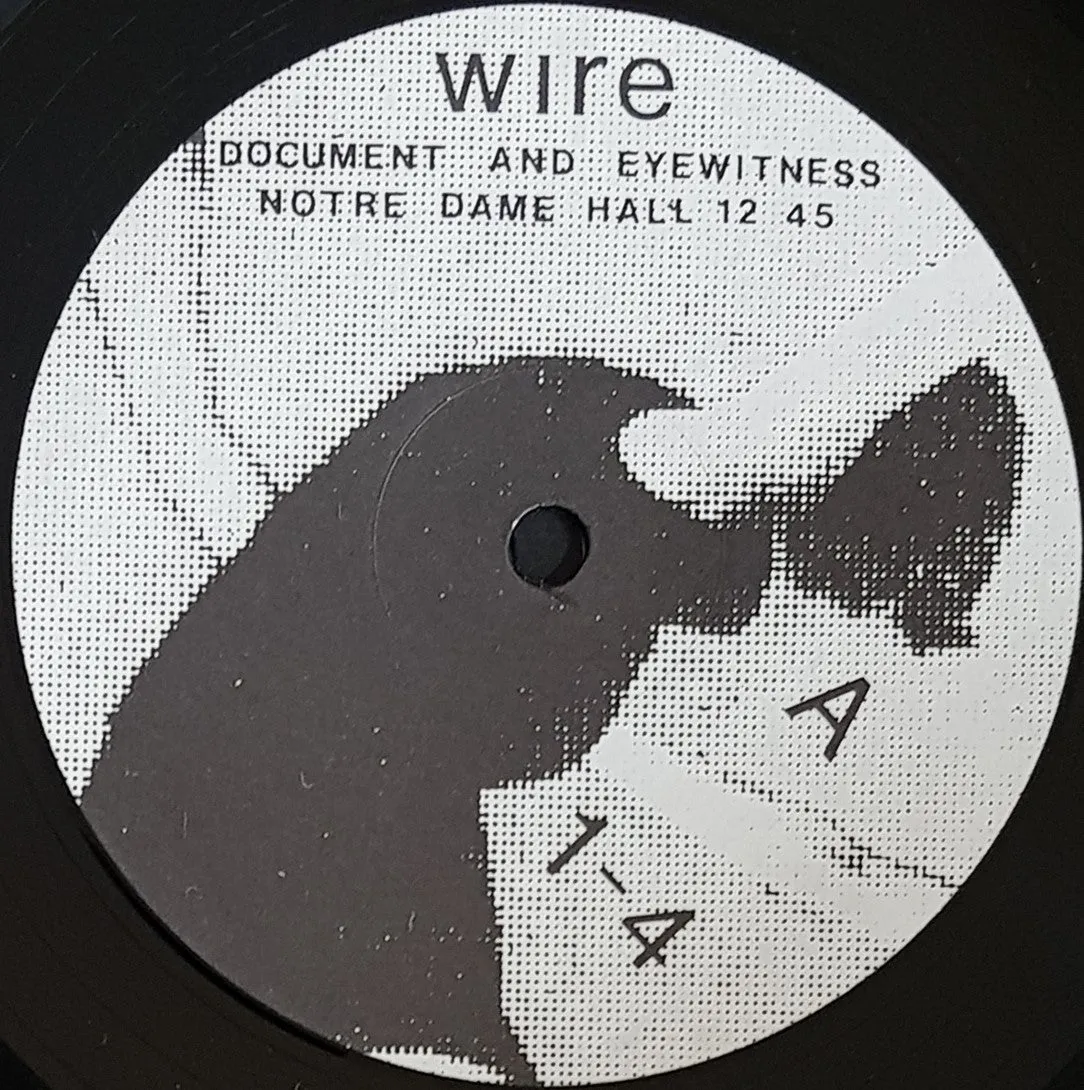 wire
DOCUMENT AND EYEWITNESS
NOTRE DAME HALL 12 45
A
1-4